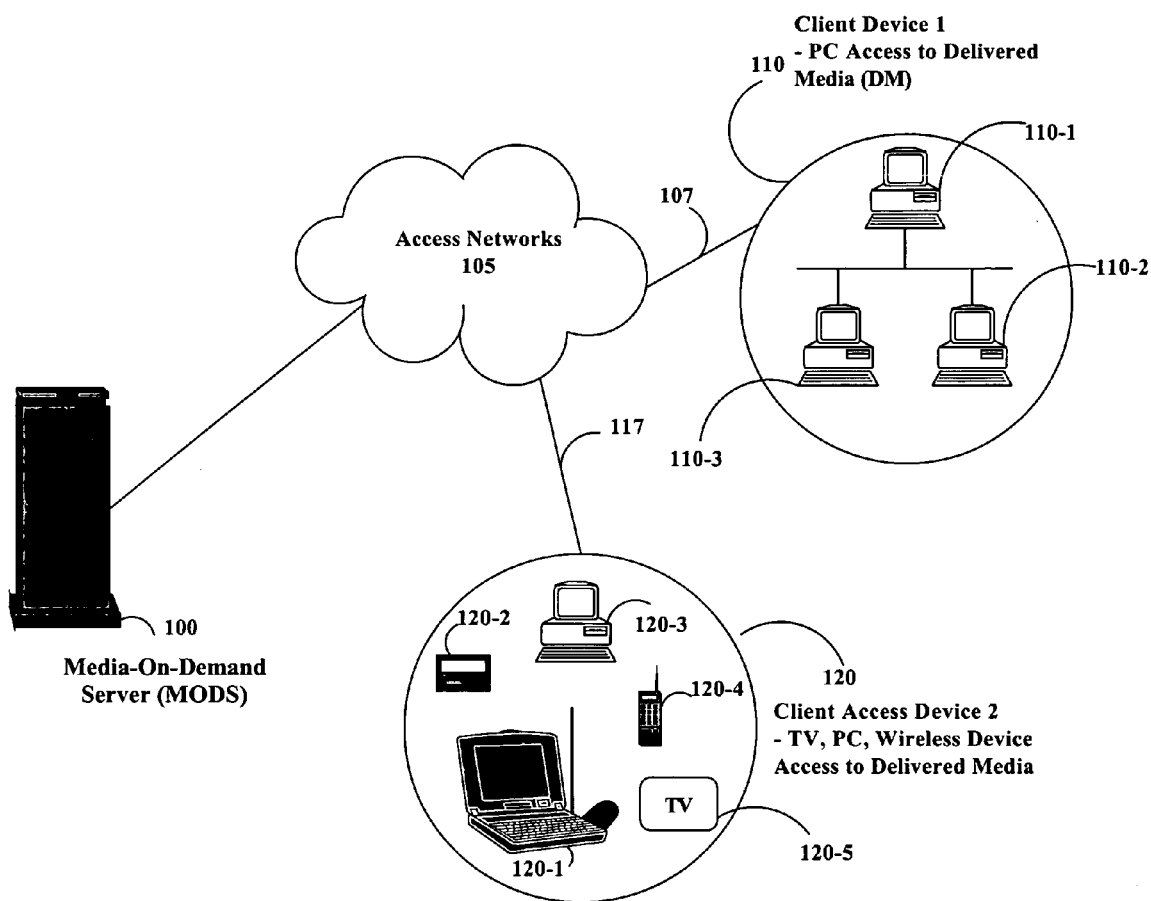 Client Device 1
- PC Access to Delivered
Media (DM)
110
110-1
107
Access Networks
105
110-2
117
110-3
100
Media-On-Demand
Server (MODS)
120-2
120-3
120-4
120
Client Access Device 2
- TV, PC, Wireless Device
Access to Delivered Media
TV
120-1
120-5